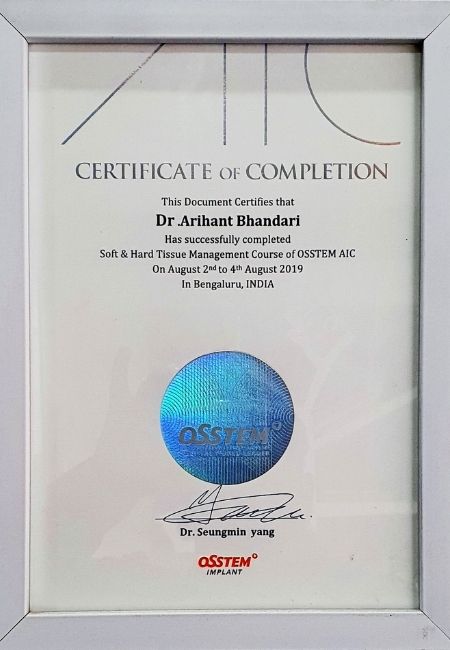 AIC
CERTIFICATE OF COMPLETION
This Document Certifies that
Dr .Arihant Bhandari
Has successfully completed
Soft & Hard Tissue Management Course of OSSTEM AIC
On August 2nd to 4th August 2019
In Bengaluru, INDIA
OSSTEM
Dr. Seungmin yang
OSSTEM
IMPLANT